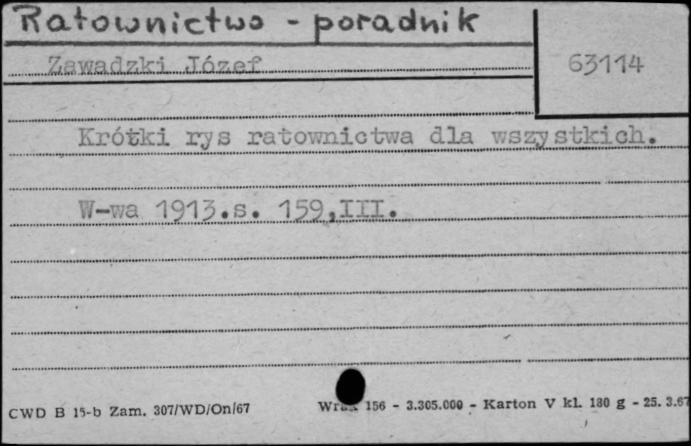 Ratownictwo - poradnik
Zawadzki Józef
63114
Krótki rys ratownictwa dla wszystkich.
W-wa 1913.s. 159,III.
CWD B 15-b Zam. 307/WD/On/67
156 - 3.305.000 - Karton V kl. 180 g - 25. 3.67